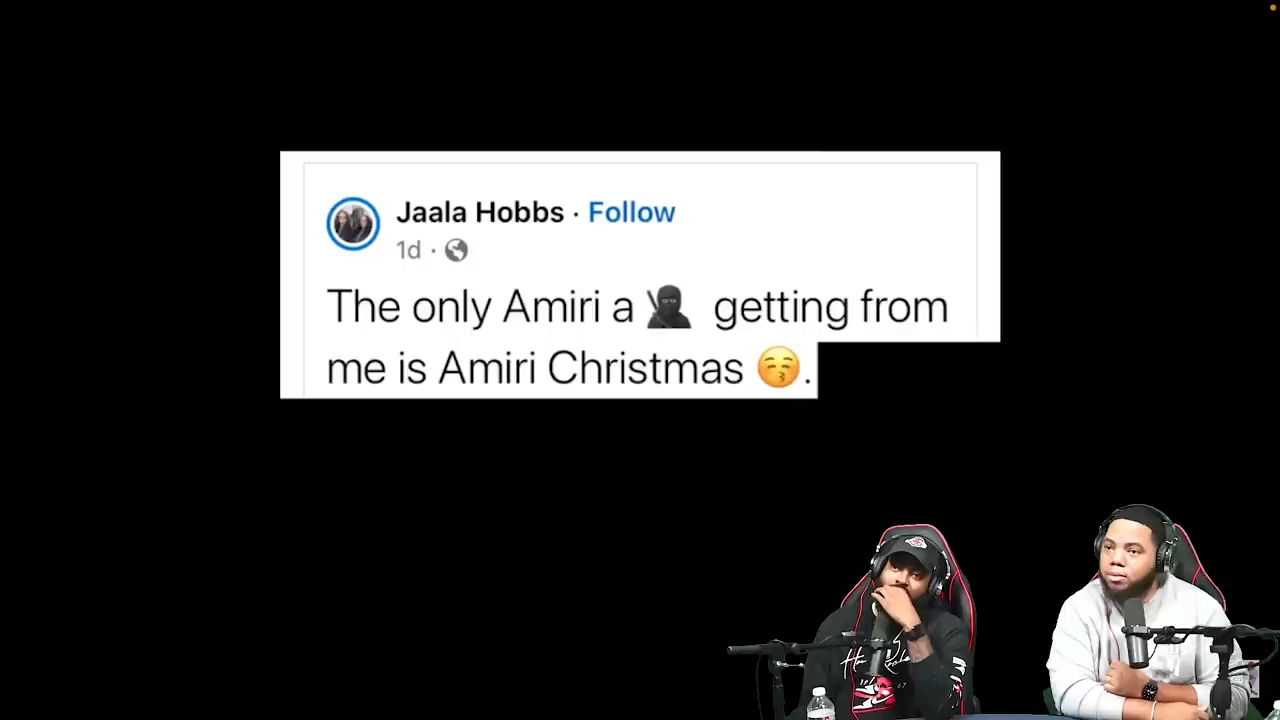 Jaala Hobbs · Follow
1d ·
The only Amiri a 🥷🏿 getting from
me is Amiri Christmas 😚.